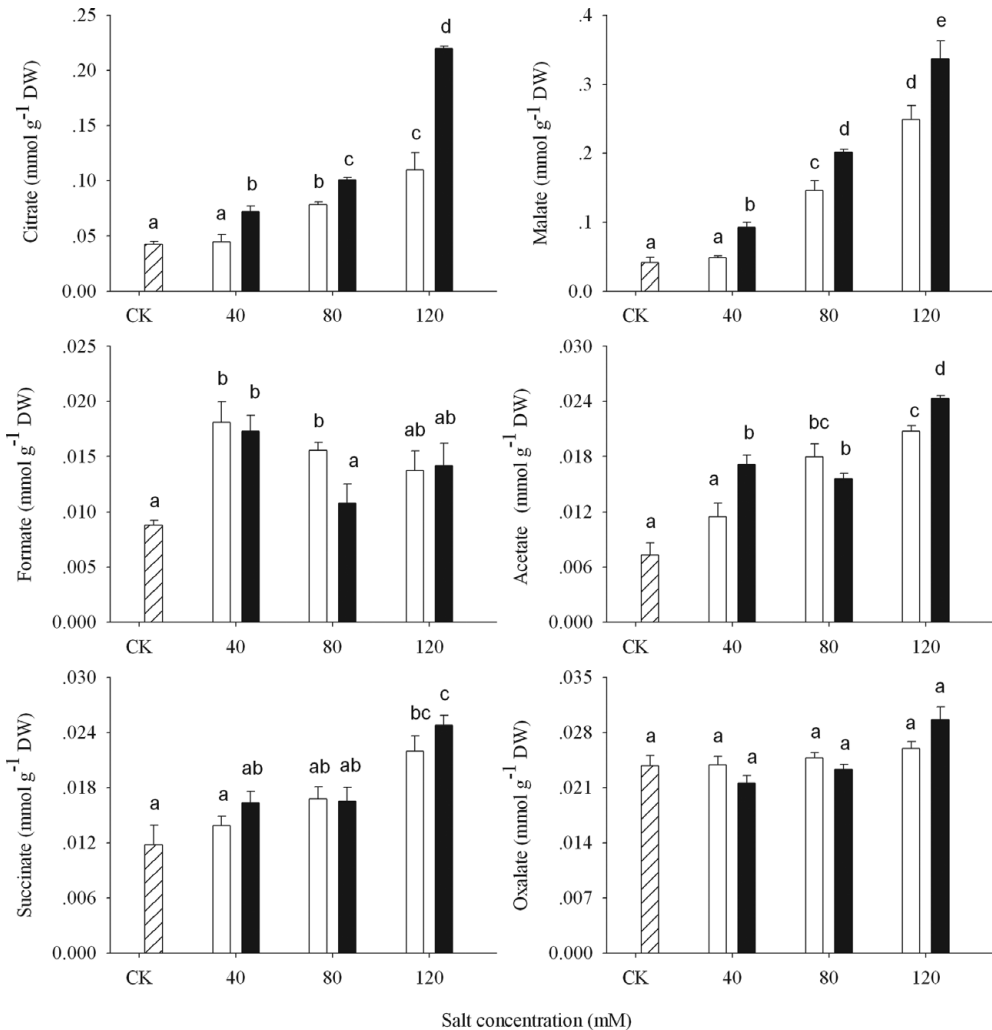 Citrate (mmol g-1 DW)
.25
.20
.15
.10
.05
0.00
a
a
b
b
c
c
d
CK 40 80 120
Malate (mmol g-1 DW)
.4
.3
.2
.1
.0
a
a
b
c
d
d
e
CK 40 80 120
Formate (mmol g-1 DW)
.025
.020
.015
.010
.005
0.000
a
b
b
b
a
ab
ab
CK 40 80 120
Acetate (mmol g-1 DW)
.030
.024
.018
.012
.006
0.000
a
a
b
bc
b
c
d
CK 40 80 120
Succinate (mmol g-1 DW)
.030
.024
.018
.012
.006
0.000
a
a
ab
ab
ab
bc
c
CK 40 80 120
Oxalate (mmol g-1 DW)
.035
.028
.021
.014
.007
0.000
a
a
a
a
a
a
a
CK 40 80 120
Salt concentration (mM)